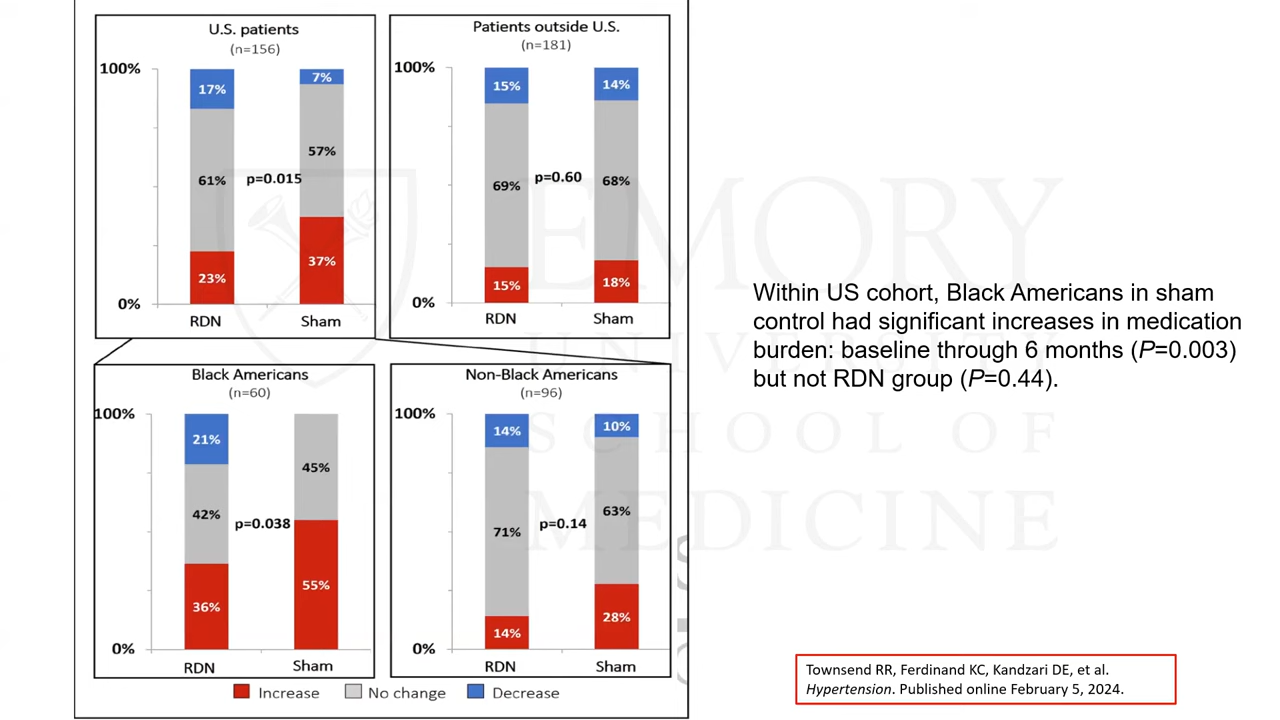 U.S. patients
(n=156)
100%
17%
7%
57%
61%
p=0.015
37%
23%
0%
RDN
Sham
Patients outside U.S.
(n=181)
100%
15%
14%
p=0.60
69%
68%
15%
18%
0%
RDN
Sham
Black Americans
(n=60)
100%
21%
45%
42%
p=0.038
55%
36%
0%
RDN
Sham
Non-Black Americans
(n=96)
100%
14%
10%
63%
p=0.14
71%
28%
14%
0%
RDN
Sham
Increase
No change
Decrease
Within US cohort, Black Americans in sham
control had significant increases in medication
burden: baseline through 6 months (P=0.003)
but not RDN group (P=0.44).
Townsend RR, Ferdinand KC, Kandzari DE, et al.
Hypertension. Published online February 5, 2024.
EMORY
UNIVERSITY
SCHOOL OF
MEDICINE